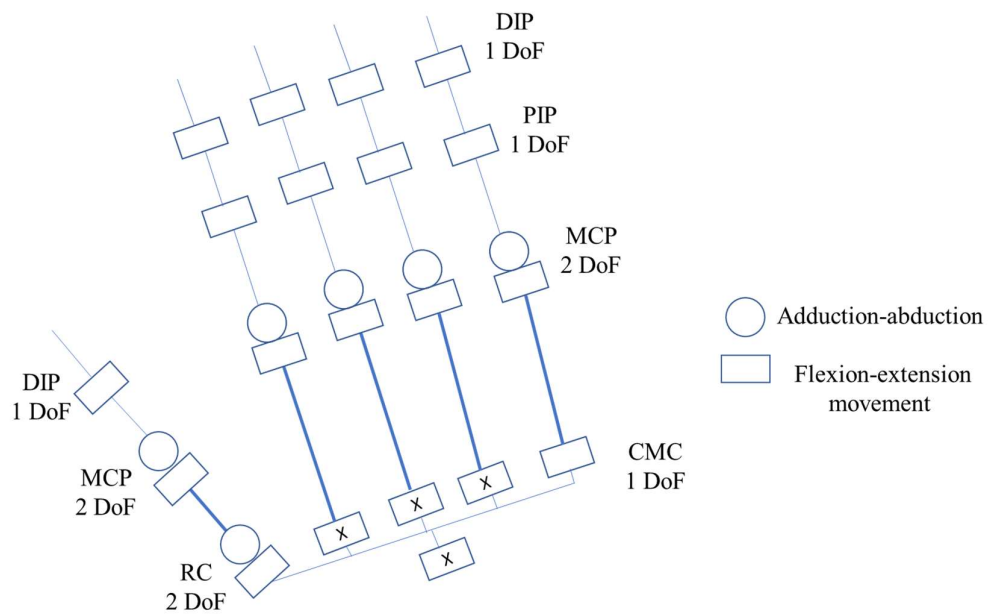 DIP
1 DoF
PIP
1 DoF
MCP
2 DoF
Adduction-abduction
Flexion-extension
movement
DIP
1 DoF
MCP
2 DoF
CMC
1 DoF
X
X
X
X
RC
2 DoF